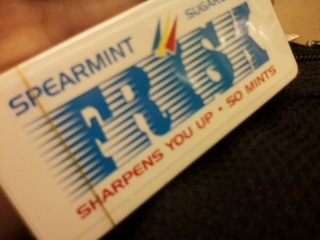 SPEARMINT
FRISK
SHARPENS YOU UP • 50 MINTS